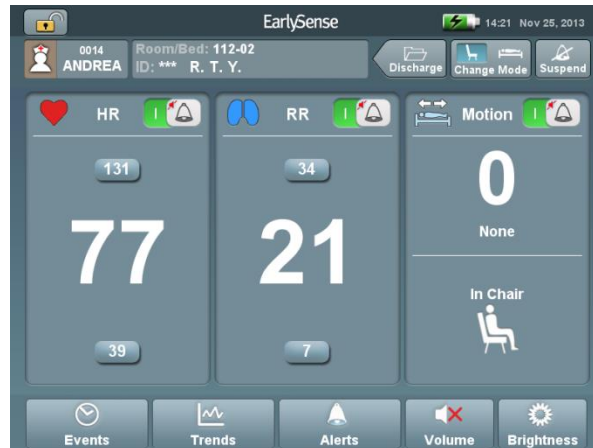 EarlySense
14:21 Nov 25, 2013
0014
ANDREA
Room/Bed: 112-02
ID: *** R. T. Y.
Discharge
Change Mode
Suspend
HR
I
131
77
39
RR
I
34
21
7
Motion
I
0
None
In Chair
Events
Trends
Alerts
Volume
Brightness